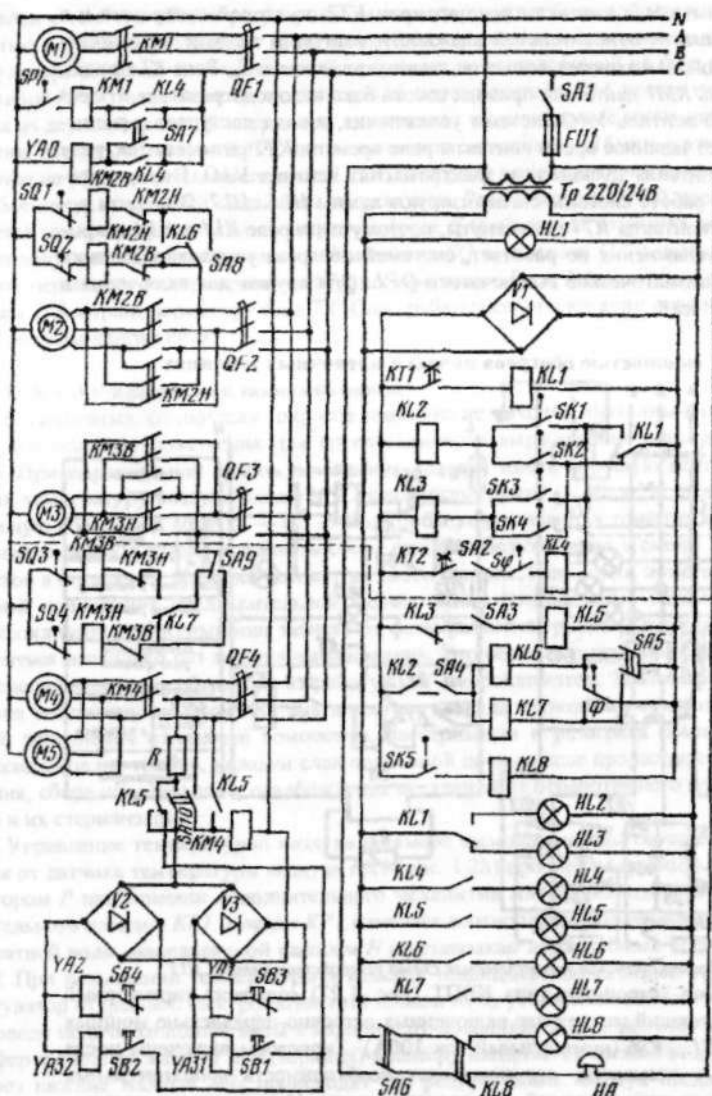 N
A
B
C
M1
KM1
SP1
KM1
KL4
QF1
SA1
SA7
FU1
YA0
KM2B
KL4
SQ1
KM2H
Тр 220/24В
KM2H
KL6
HL1
SQ2
KM2B
SA8
KM2B
M2
QF2
KT1
KL1
KM2H
KL2
SK1
KL1
SK2
KM3B
QF3
KL3
SK3
M3
KM3H
SK4
KM3B
KT2
SA2
Sφ
KL4
SQ3
KM3H
SA9
KL3
SA3
KL5
SQ4
KM3H
KL7
KL6
SA5
KM3B
KL2
SA4
QF4
M4
KM4
KL7
φ
M5
SK5
KL8
R
KL5
KL5
KL7
HL2
KM4
HL3
KL4
HL4
V2
V3
KL5
HL5
KL6
HL6
YA2
SB4
SB3
KL7
HL7
HL8
YA32
SB2
YA31
SB1
SA6
KL8
HA